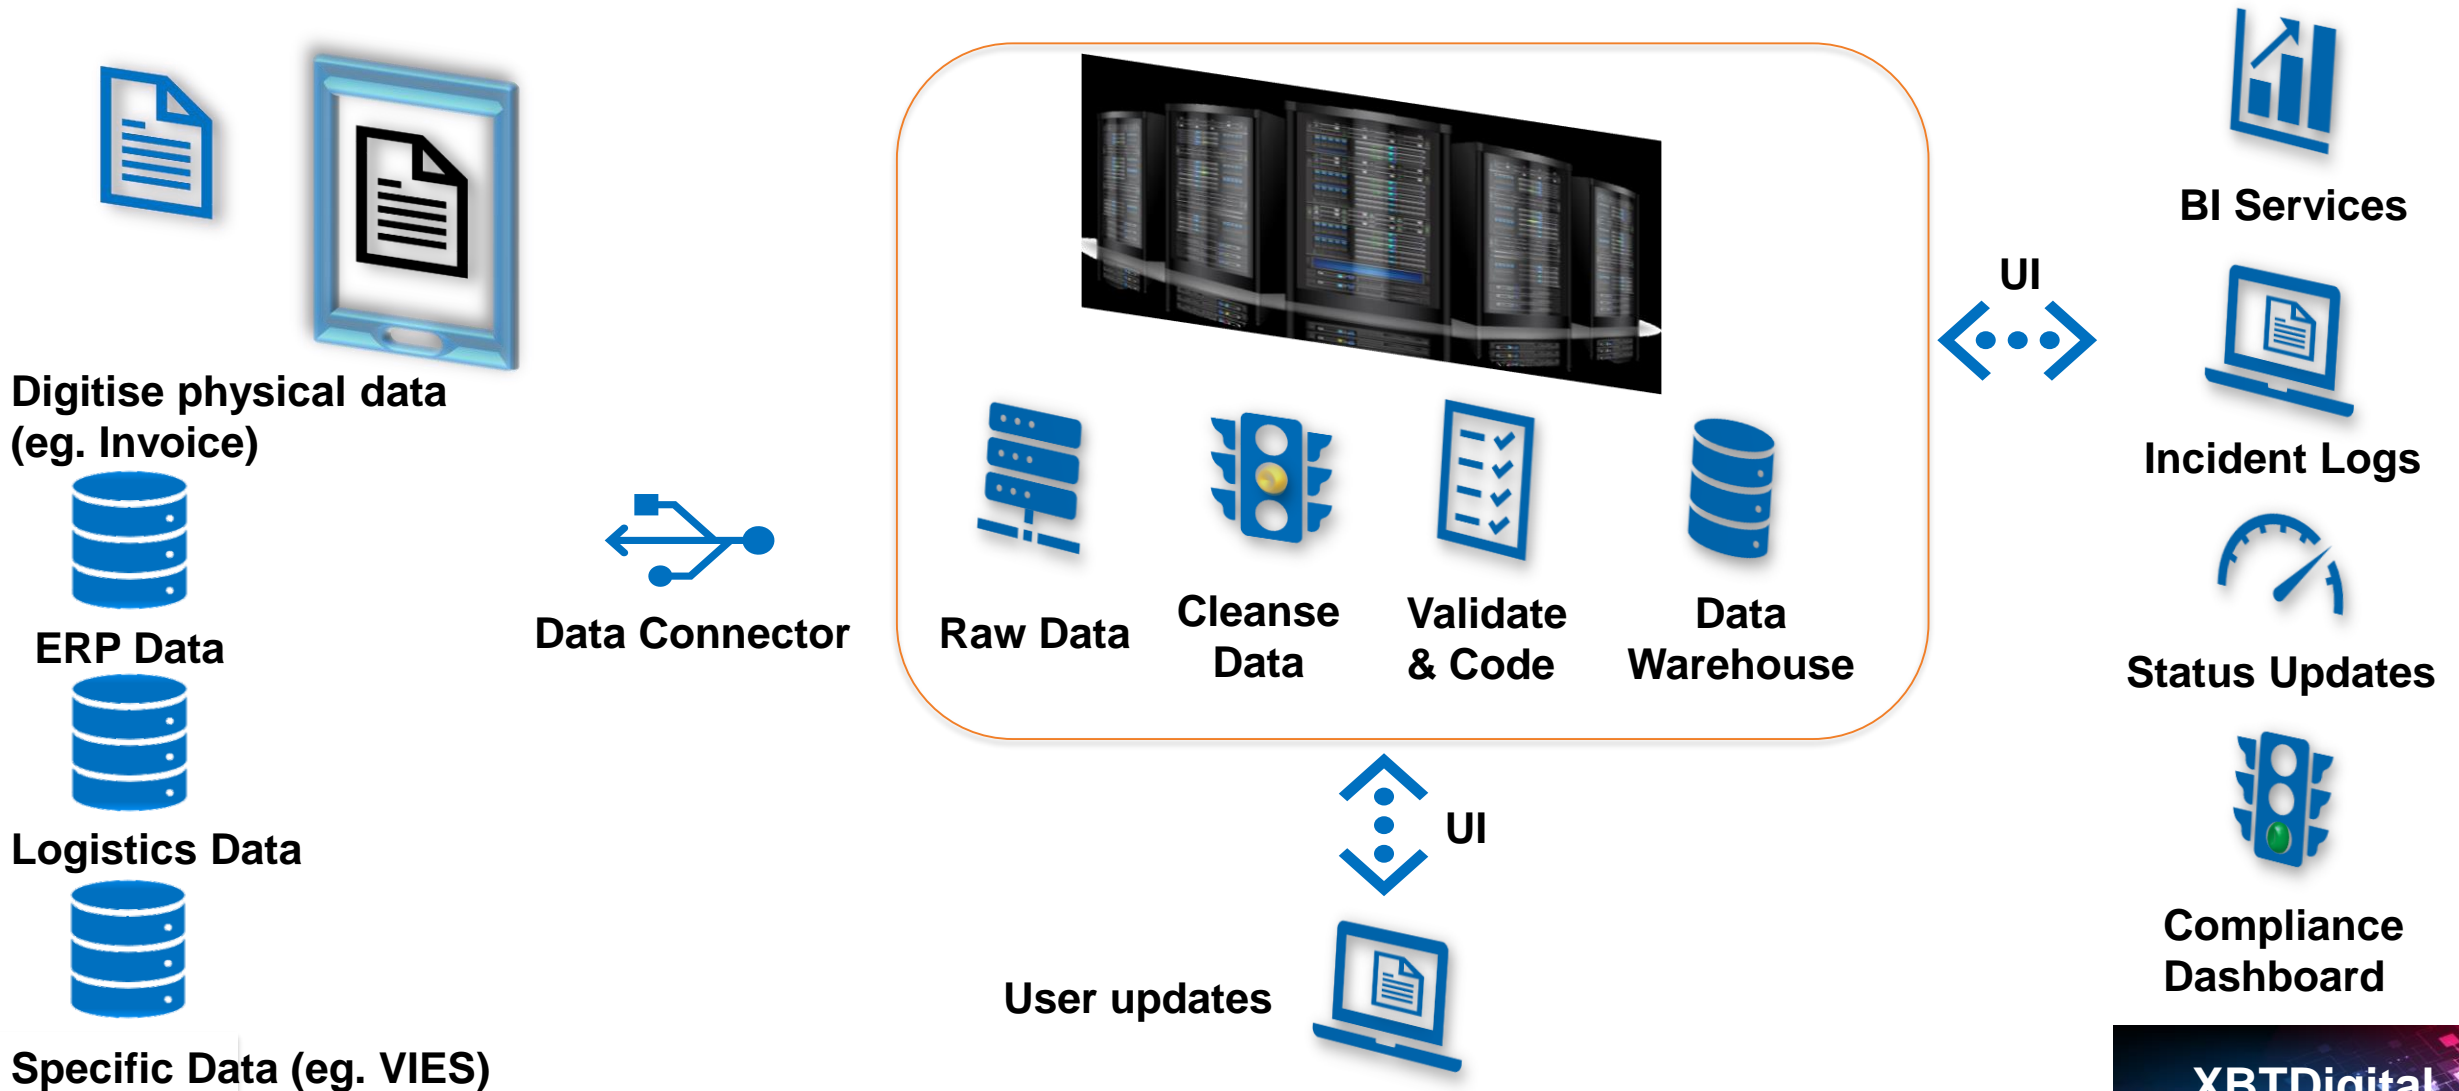 Digitise physical data
(eg. Invoice)
ERP Data
Logistics Data
Specific Data (eg. VIES)
Data Connector
Raw Data
Cleanse
Data
Validate
& Code
Data
Warehouse
UI
User updates
UI
BI Services
Incident Logs
Status Updates
Compliance
Dashboard
XBTDigital